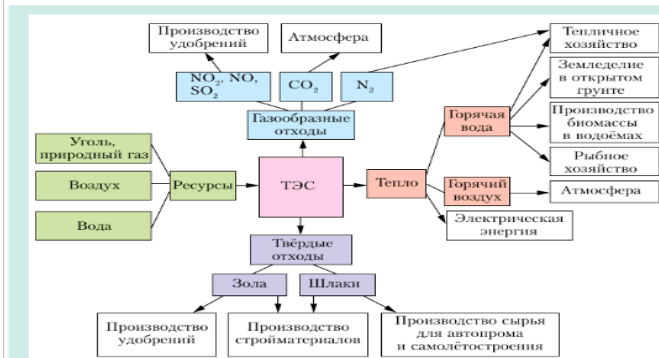 Производство
удобрений
Атмосфера
Тепличное
хозяйство
NO2, NO,
SO2
CO2
N2
Земледелие
в открытом
грунте
Газообразные
отходы
Горячая
вода
Производство
биомассы
в водоёмах
Уголь,
природный газ
Рыбное
хозяйство
Воздух
Ресурсы
ТЭС
Тепло
Горячий
воздух
Атмосфера
Вода
Электрическая
энергия
Твёрдые
отходы
Зола
Шлаки
Производство
удобрений
Производство
стройматериалов
Производство сырья
для автопрома
и самолётостроения